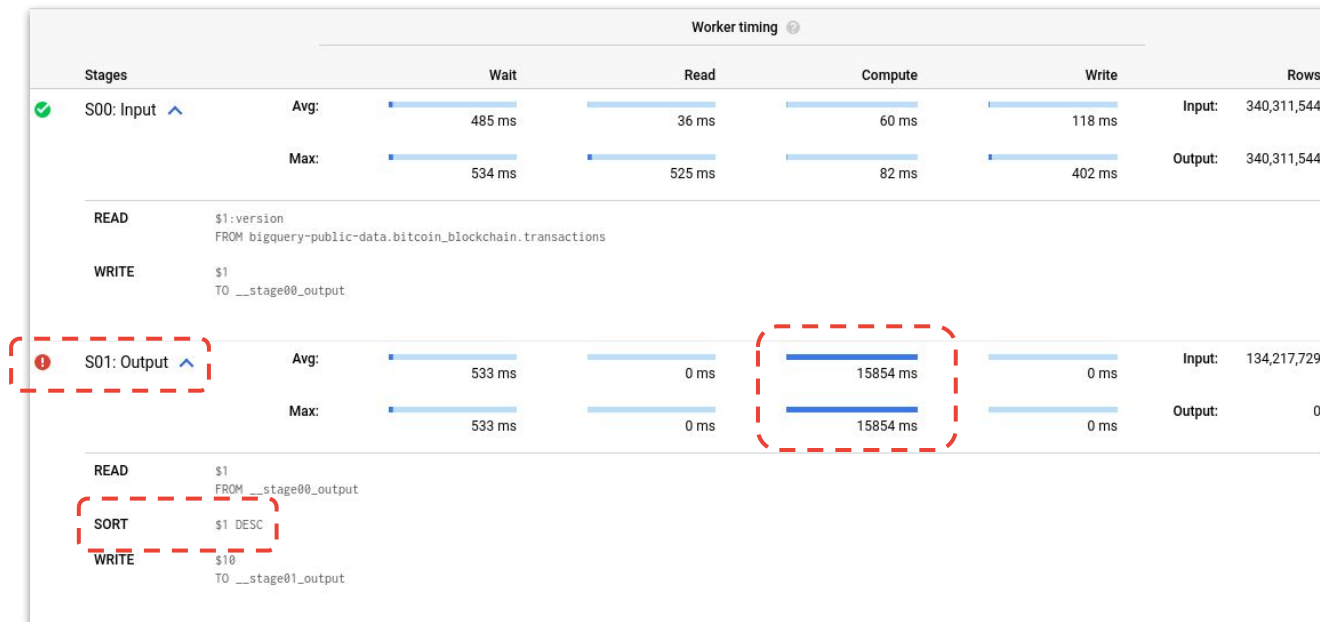 Worker timing ?
Stages Wait Read Compute Write Rows
S00: Input Avg: 485 ms 36 ms 60 ms 118 ms Input: 340,311,544
Max: 534 ms 525 ms 82 ms 402 ms Output: 340,311,544
READ $1:version
FROM bigquery-public-data.bitcoin_blockchain.transactions
WRITE $1
TO __stage00_output
! S01: Output Avg: 533 ms 0 ms 15854 ms 0 ms Input: 134,217,729
Max: 533 ms 0 ms 15854 ms 0 ms Output: 0
READ $1
FROM __stage00_output
SORT $1 DESC
WRITE $10
TO __stage01_output